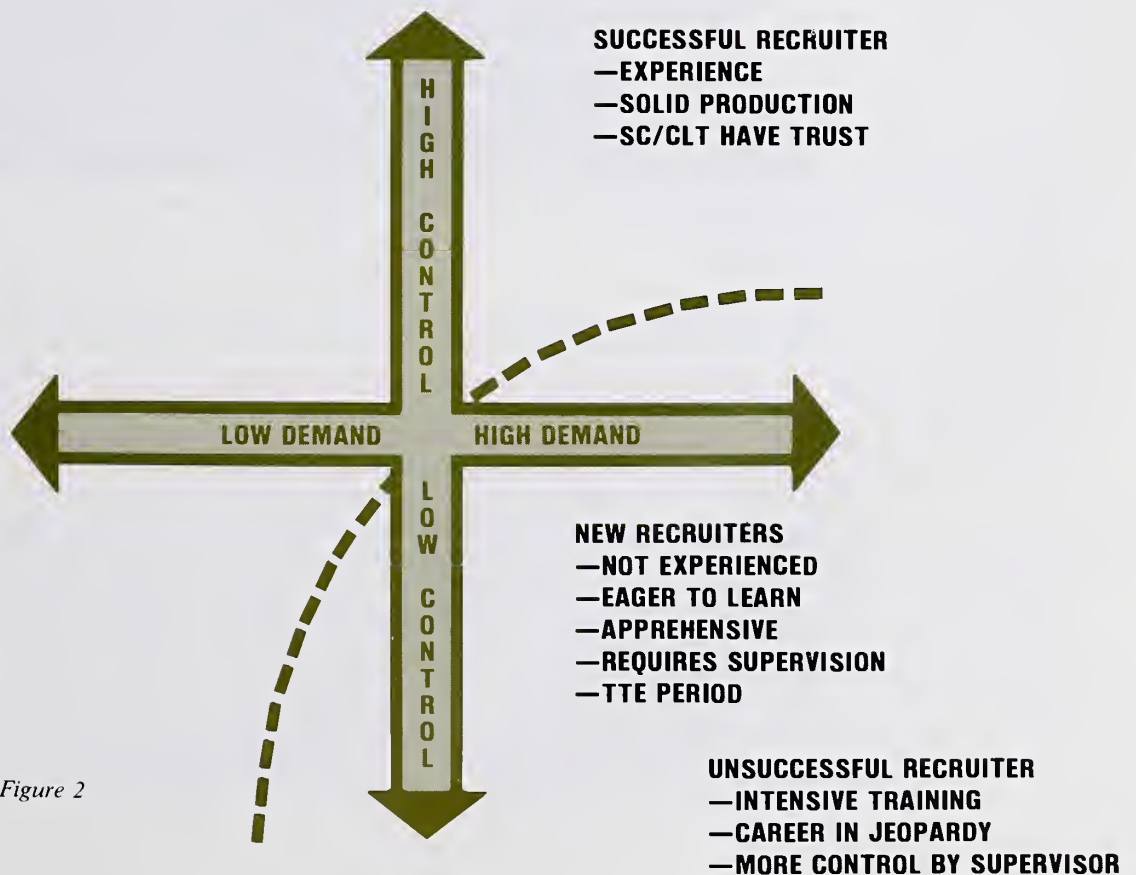 SUCCESSFUL RECRUITER
—EXPERIENCE
—SOLID PRODUCTION
—SC/CLT HAVE TRUST
HIGH CONTROL
LOW DEMAND
HIGH DEMAND
LOW CONTROL
NEW RECRUITERS
—NOT EXPERIENCED
—EAGER TO LEARN
—APPREHENSIVE
—REQUIRES SUPERVISION
—TTE PERIOD
Figure 2
UNSUCCESSFUL RECRUITER
—INTENSIVE TRAINING
—CAREER IN JEOPARDY
—MORE CONTROL BY SUPERVISOR